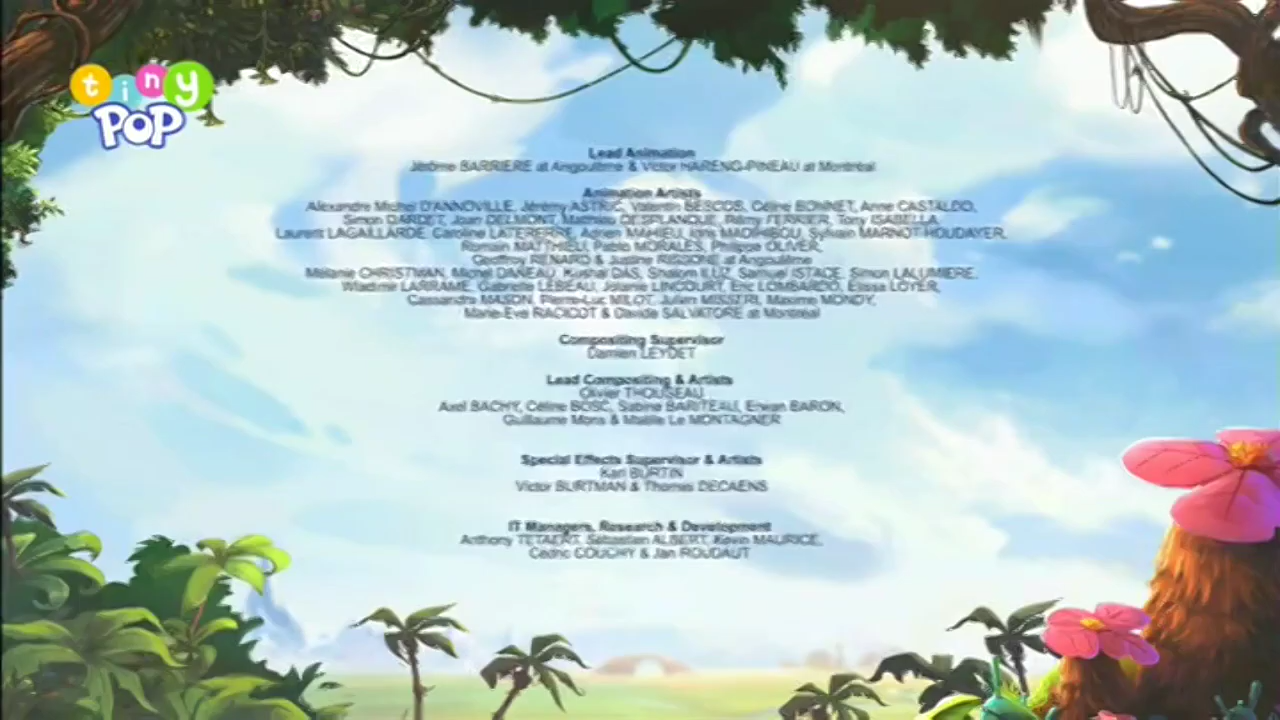 tiny
POP
Lead Animation
Jérôme BARRIERE at Angoulême & Victor HARENG-PINEAU at Montréal
Animation Artists
Alexandre Michel D'ANNOVILLE, Jérémy ASTRIC, Valentin BESCOS, Céline BONNET, Anne CASTALDO,
Simon DARDET, Joan DELMONT, Matthieu DESPLANQUE, Rémy FERRIER, Tony ISABELLA,
Laurent LAGAILLARDE, Caroline LATERERRE, Adrien MAHIEU, Idris MADIHIBOU, Sylvain MARNOT HOUDAYER,
Romain MATTHIEU, Pablo MORALES, Philippe OLIVER,
Geoffroy RENARD & Justine RISSONE at Angoulême
Mélanie CHRISTMAN, Michel DANEAU, Kushal DAS, Shalom ILUZ, Samuel ISTACE, Simon LALUMIERE,
Wladimir LARRAME, Gabrielle LEBEAU, Jolanie LINCOURT, Eric LOMBARDO, Elissa LOYER,
Cassandra MASON, Pierre-Luc MILOT, Julien MISSERI, Maxime MONDY,
Marie-Eve RACICOT & Davide SALVATORE at Montréal
Compositing Supervisor
Damien LEYDET
Lead Compositing & Artists
Olivier THOUSEAU
Axel BACHY, Céline BOSC, Sabine BARITEAU, Erwan BARON,
Guillaume Mons & Maëlle Le MONTAGNER
Special Effects Supervisor & Artists
Karl BURTIN
Victor BURTMAN & Thomas DECAENS
IT Managers, Research & Development
Anthony TETAERT, Sébastien ALBERT, Kevin MAURICE,
Cédric COUCHY & Jan ROUDAUT